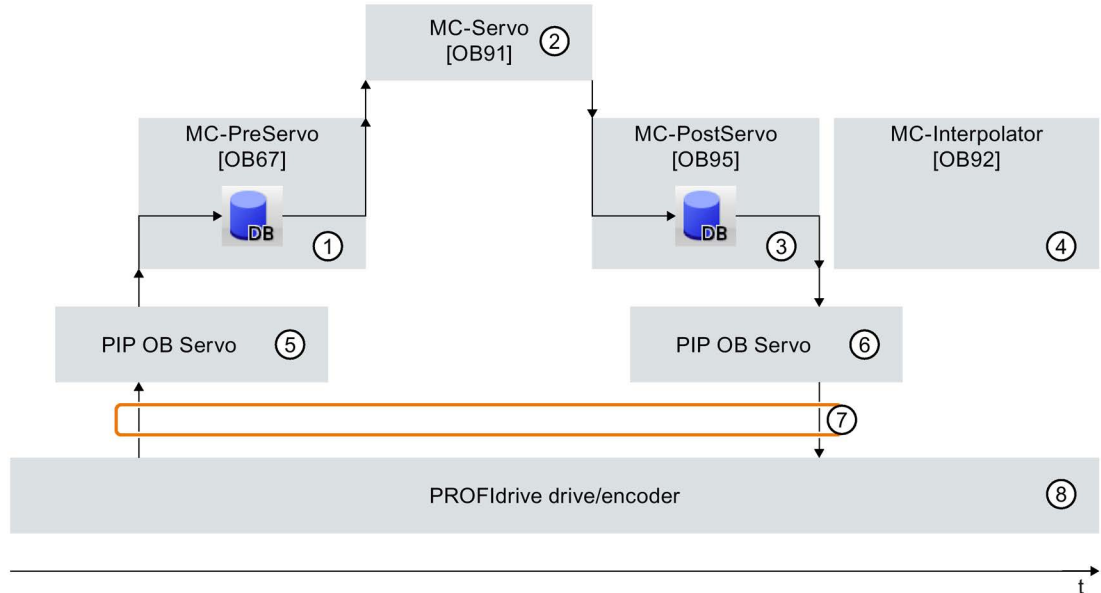 MC-Servo
[OB91]
2
MC-PreServo
[OB67]
DB
1
MC-PostServo
[OB95]
DB
3
MC-Interpolator
[OB92]
4
PIP OB Servo
5
PIP OB Servo
6
7
PROFIdrive drive/encoder
8
t